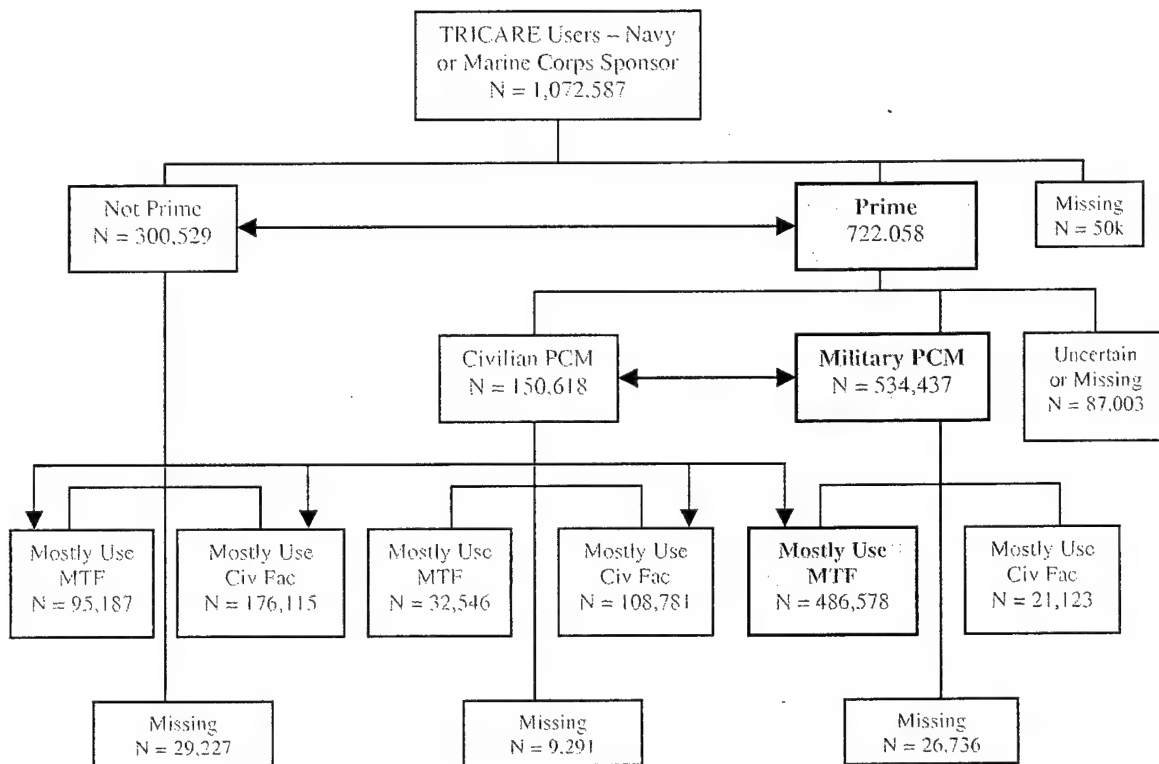 TRICARE Users – Navy
or Marine Corps Sponsor
N = 1,072,587
Not Prime
N = 300,529
Prime
722.058
Missing
N = 50k
Civilian PCM
N = 150,618
Military PCM
N = 534,437
Uncertain
or Missing
N = 87,003
Mostly Use
MTF
N = 95,187
Mostly Use
Civ Fac
N = 176,115
Mostly Use
MTF
N = 32,546
Mostly Use
Civ Fac
N = 108,781
Mostly Use
MTF
N = 486,578
Mostly Use
Civ Fac
N = 21,123
Missing
N = 29,227
Missing
N = 9,291
Missing
N = 26,736